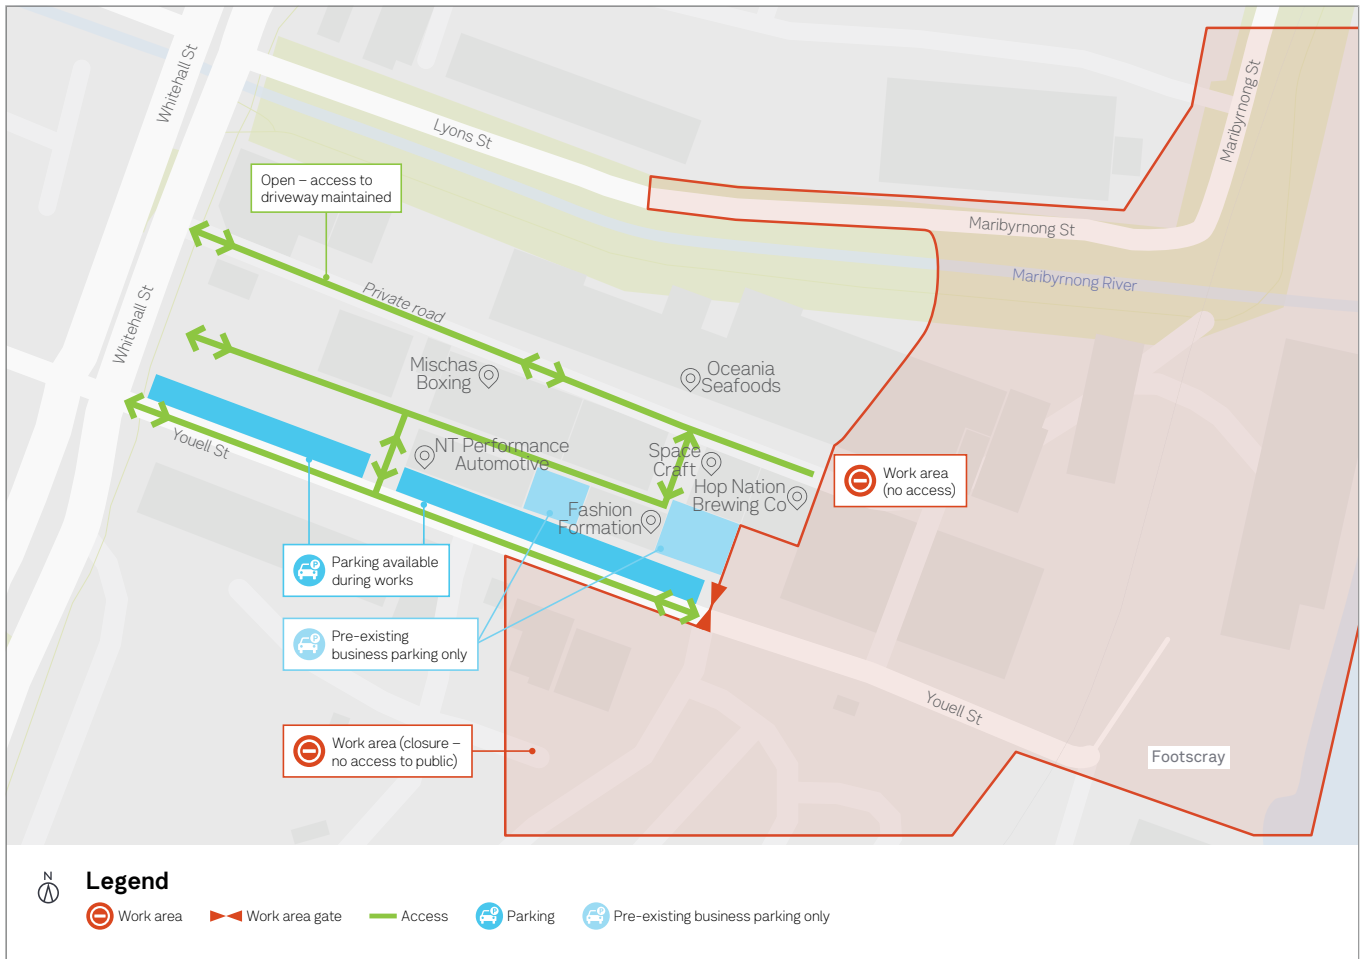 Whitehall St
Maribyrnong St
Lyons St
Open – access to
driveway maintained
Maribyrnong St
Maribyrnong River
Whitehall St
Private road
Mischas
Boxing
Oceania
Seafoods
Youell St
NT Performance
Automotive
Space
Craft
Hop Nation
Brewing Co
Work area
(no access)
Fashion
Formation
P
Parking available
during works
P
Pre-existing
business parking only
Youell St
Work area (closure –
no access to public)
Footscray
N
Legend
Work area
Work area gate
Access
P
Parking
P
Pre-existing business parking only